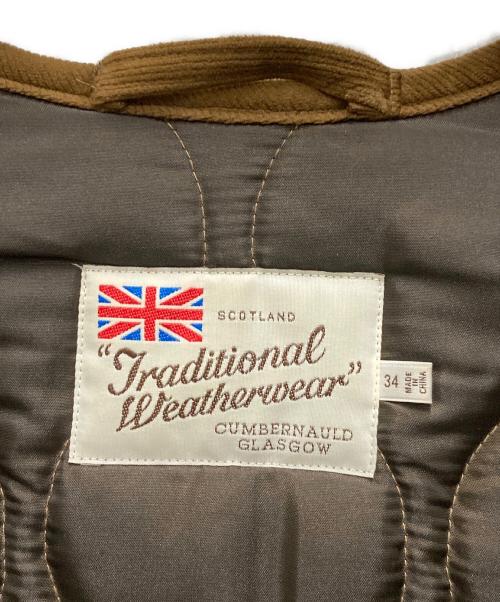 SCOTLAND
"Traditional
Weatherwear"
CUMBERNAULD
GLASGOW
34
MADE
IN
CHINA